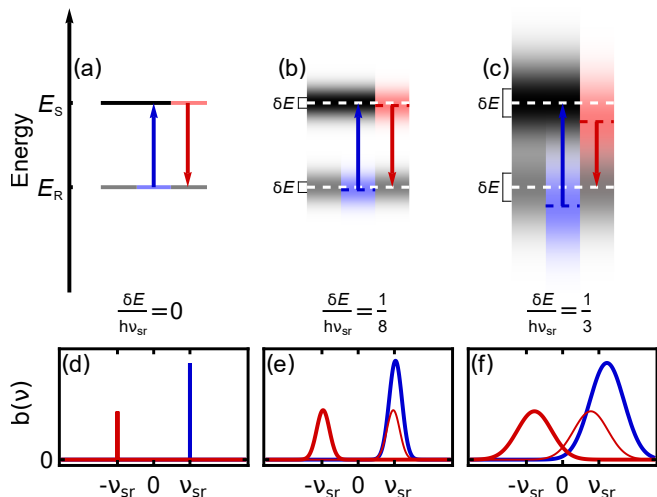 Energy
(a)
(b)
(c)
E_S
E_R
δE
δE
δE
δE
δE/hν_sr = 0
δE/hν_sr = 1/8
δE/hν_sr = 1/3
(d)
(e)
(f)
b(ν)
0
-ν_sr 0 ν_sr
-ν_sr 0 ν_sr
-ν_sr 0 ν_sr